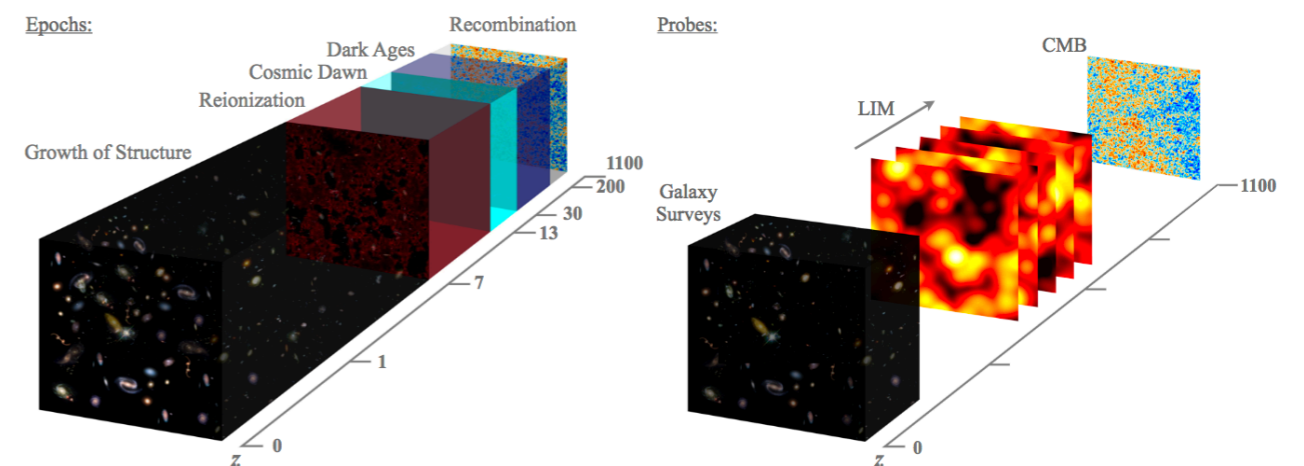 Epochs:
Recombination
Dark Ages
Cosmic Dawn
Reionization
Growth of Structure
1100
200
30
13
7
1
0
z
Probes:
CMB
LIM
Galaxy
Surveys
1100
0
z